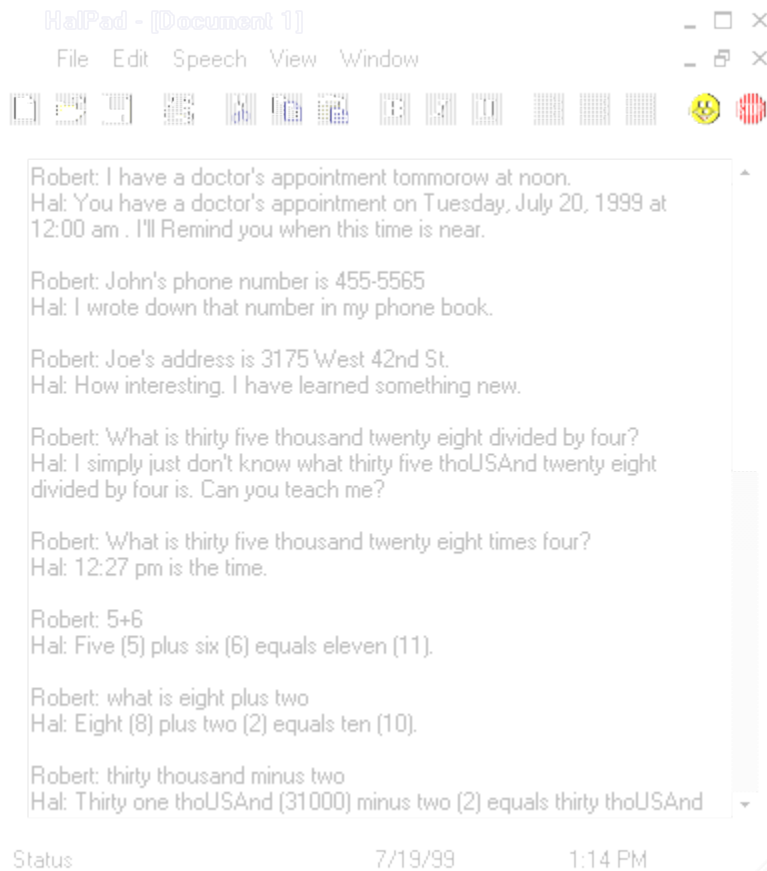 HalPad - [Document 1]
File Edit Speech View Window
Robert: I have a doctor's appointment tommorow at noon.
Hal: You have a doctor's appointment on Tuesday, July 20, 1999 at
12:00 am . I'll Remind you when this time is near.
Robert: John's phone number is 455-5565
Hal: I wrote down that number in my phone book.
Robert: Joe's address is 3175 West 42nd St.
Hal: How interesting. I have learned something new.
Robert: What is thirty five thousand twenty eight divided by four?
Hal: I simply just don't know what thirty five thoUSAnd twenty eight
divided by four is. Can you teach me?
Robert: What is thirty five thousand twenty eight times four?
Hal: 12:27 pm is the time.
Robert: 5+6
Hal: Five (5) plus six (6) equals eleven (11).
Robert: what is eight plus two
Hal: Eight (8) plus two (2) equals ten (10).
Robert: thirty thousand minus two
Hal: Thirty one thoUSAnd (31000) minus two (2) equals thirty thoUSAnd
Status 7/19/99 1:14 PM